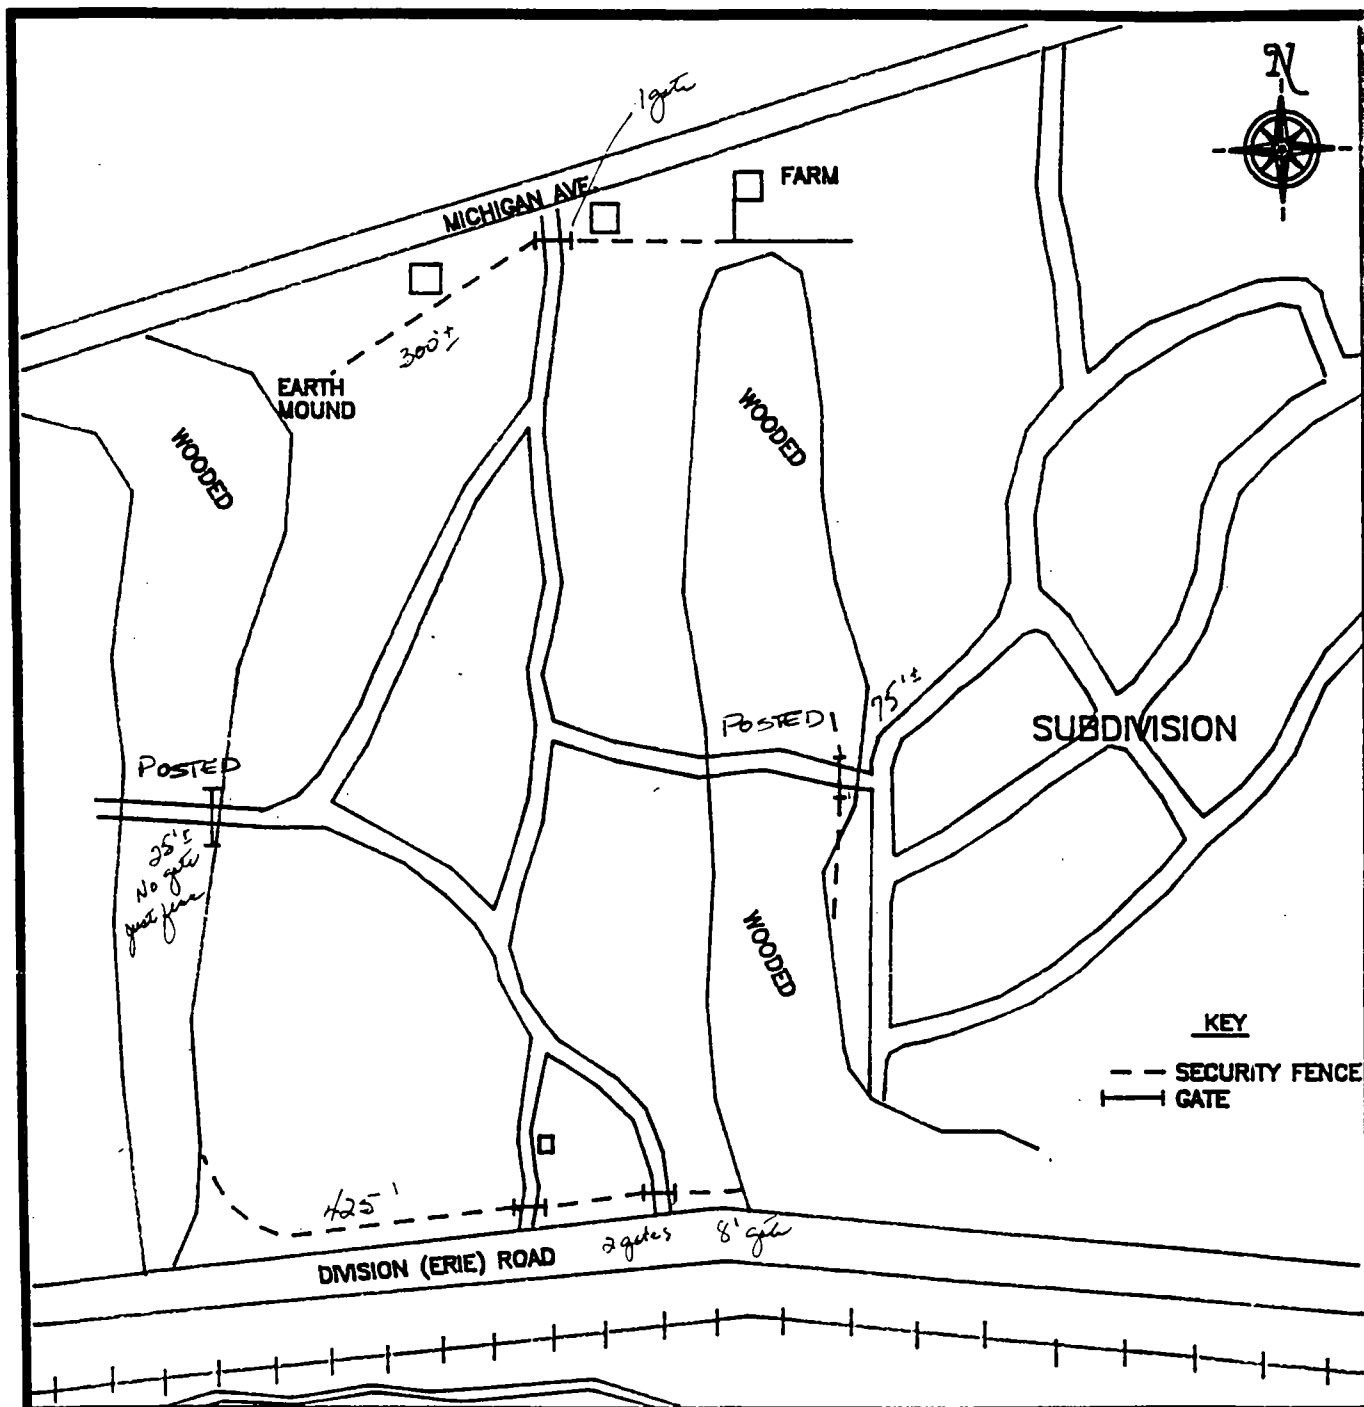 N
1 gate
FARM
MICHIGAN AVE.
300'±
EARTH
MOUND
WOODED
WOODED
75'±
POSTED
SUBDIVISION
POSTED
25'±
No gate
just fence
WOODED
KEY
SECURITY FENCE
GATE
425'
2 gates
8' gate
DIVISION (ERIE) ROAD